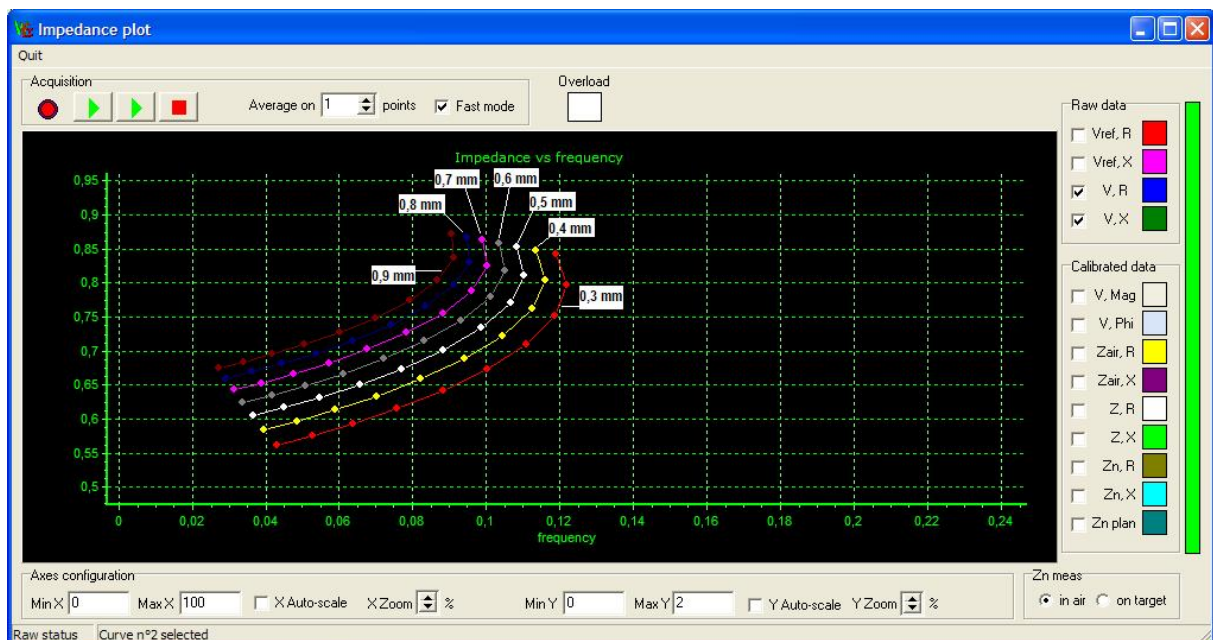 Impedance plot
Quit
Acquisition
Average on 1 points Fast mode
Overload
Impedance vs frequency
0,95
0,9
0,85
0,8
0,75
0,7
0,65
0,6
0,55
0,5
0,9 mm
0,8 mm
0,7 mm
0,6 mm
0,5 mm
0,4 mm
0,3 mm
0 0,02 0,04 0,06 0,08 0,1 0,12 0,14 0,16 0,18 0,2 0,22 0,24
frequency
Raw data
Vref, R
Vref, X
V, R
V, X
Calibrated data
V, Mag
V, Phi
Zair, R
Zair, X
Z, R
Z, X
Zn, R
Zn, X
Zn plan
Axes configuration
Min X 0 Max X 100 X Auto-scale X Zoom % Min Y 0 Max Y 2 Y Auto-scale Y Zoom %
Zn meas
in air on target
Raw status Curve n°2 selected